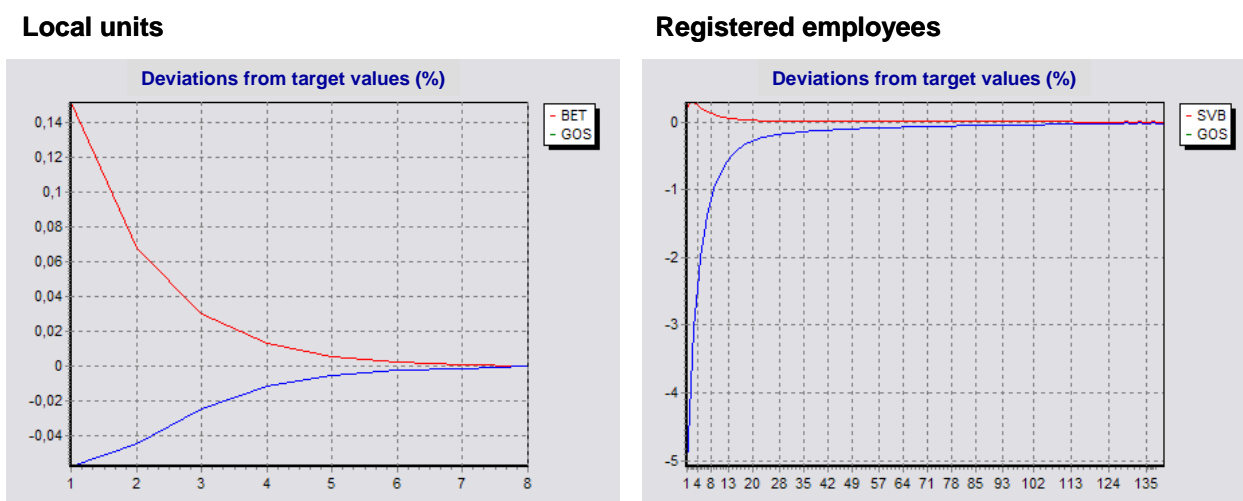 Local units
Deviations from target values (%)
0,14
0,12
0,1
0,08
0,06
0,04
0,02
0
-0,02
-0,04
1 2 3 4 5 6 7 8
- BET
- GOS
Registered employees
Deviations from target values (%)
0
-1
-2
-3
-4
-5
1 4 8 13 20 28 35 42 49 57 64 71 78 85 93 102 113 124 135
- SVB
- GOS